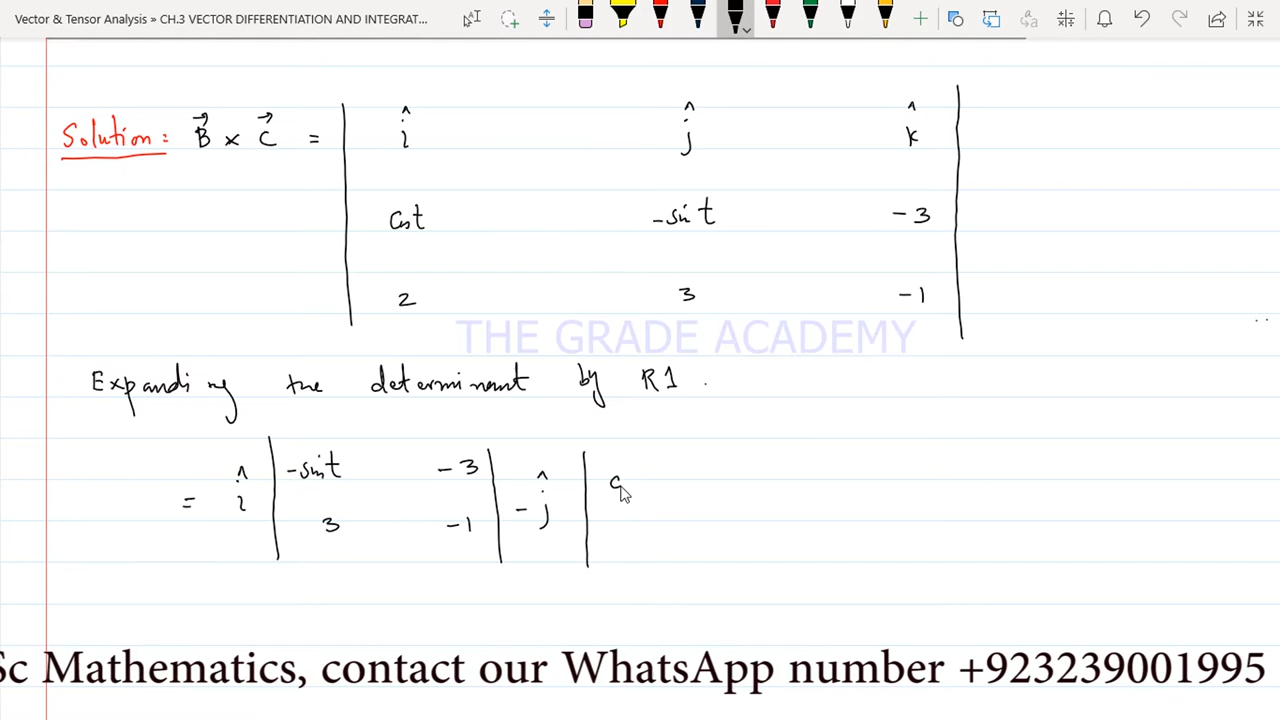 Vector & Tensor Analysis » CH.3 VECTOR DIFFERENTIATION AND INTEGRAT...
Solution: B⃗ × C⃗ = | î ĵ k̂ |
Cost -sint -3
2 3 -1
THE GRADE ACADEMY
Expanding the determinant by R1.
= î | -sint -3 | - ĵ |
3 -1
Sc Mathematics, contact our WhatsApp number +923239001995